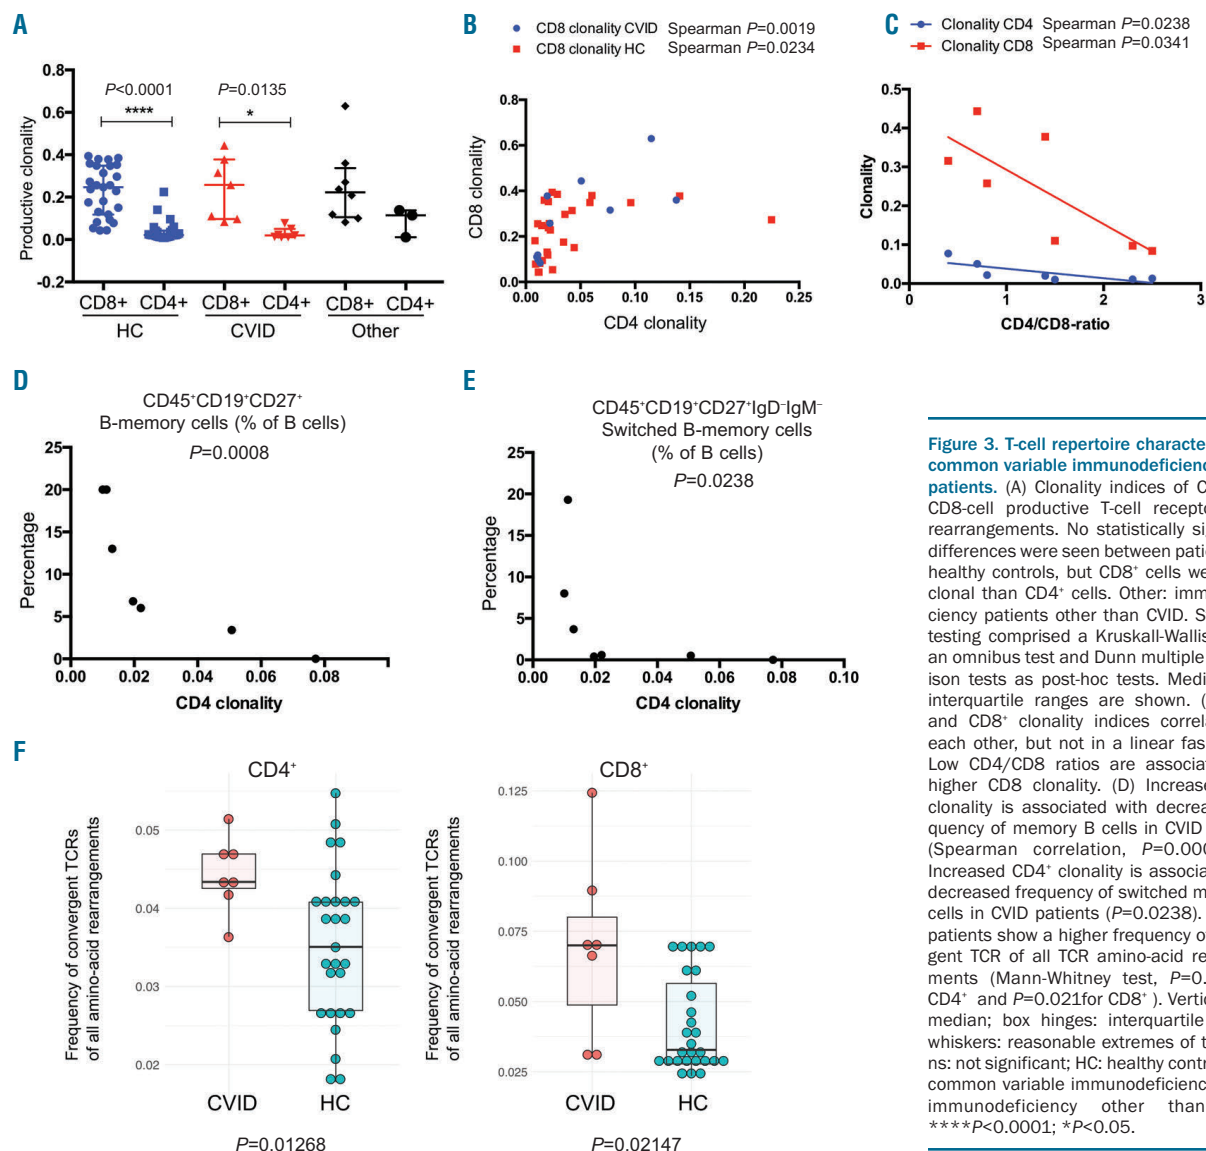 A
P<0.0001
P=0.0135
****
*
Productive clonality
0.8
0.6
0.4
0.2
0.0
-0.2
CD8+ CD4+ CD8+ CD4+ CD8+ CD4+
HC CVID Other
B
CD8 clonality CVID Spearman P=0.0019
CD8 clonality HC Spearman P=0.0234
CD8 clonality
0.8
0.6
0.4
0.2
0.0
0.00 0.05 0.10 0.15 0.20 0.25
CD4 clonality
C
Clonality CD4 Spearman P=0.0238
Clonality CD8 Spearman P=0.0341
Clonality
0.5
0.4
0.3
0.2
0.1
0.0
0 1 2 3
CD4/CD8-ratio
D
CD45⁺CD19⁺CD27⁺
B-memory cells (% of B cells)
P=0.0008
Percentage
25
20
15
10
5
0
0.00 0.02 0.04 0.06 0.08
CD4 clonality
E
CD45⁺CD19⁺CD27⁺IgD⁻IgM⁻
Switched B-memory cells
(% of B cells)
P=0.0238
Percentage
25
20
15
10
5
0
0.00 0.02 0.04 0.06 0.08 0.10
CD4 clonality
F
CD4⁺
Frequency of convergent TCRs
of all amino-acid rearrangements
0.05
0.04
0.03
0.02
CVID HC
P=0.01268
CD8⁺
Frequency of convergent TCRs
of all amino-acid rearrangements
0.125
0.100
0.075
0.050
0.025
CVID HC
P=0.02147
Figure 3. T-cell repertoire characte
common variable immunodeficienc
patients. (A) Clonality indices of C
CD8-cell productive T-cell recepto
rearrangements. No statistically si
differences were seen between patie
healthy controls, but CD8⁺ cells we
clonal than CD4⁺ cells. Other: imm
ciency patients other than CVID. S
testing comprised a Kruskall-Wallis
an omnibus test and Dunn multiple
ison tests as post-hoc tests. Medi
interquartile ranges are shown. (
and CD8⁺ clonality indices correla
each other, but not in a linear fas
Low CD4/CD8 ratios are associat
higher CD8 clonality. (D) Increase
clonality is associated with decrea
quency of memory B cells in CVID
(Spearman correlation, P=0.000
Increased CD4⁺ clonality is associa
decreased frequency of switched m
cells in CVID patients (P=0.0238).
patients show a higher frequency o
gent TCR of all TCR amino-acid re
ments (Mann-Whitney test, P=0.
CD4⁺ and P=0.021for CD8⁺ ). Vertic
median; box hinges: interquartile
whiskers: reasonable extremes of t
ns: not significant; HC: healthy contr
common variable immunodeficienc
immunodeficiency other than
****P<0.0001; *P<0.05.